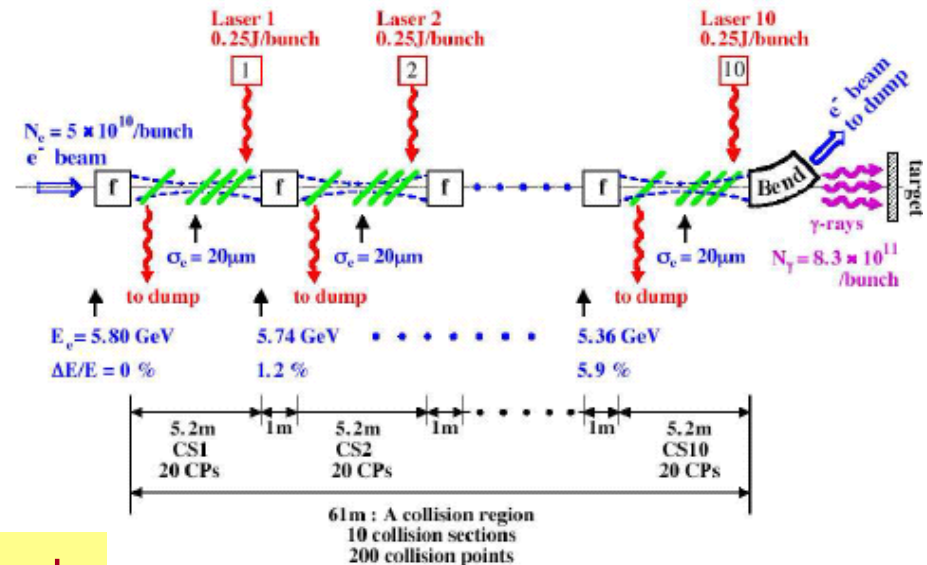 Laser 1
0.25J/bunch
Laser 2
0.25J/bunch
Laser 10
0.25J/bunch
1
2
10
e⁻ beam
to dump
Nₑ = 5 × 10¹⁰/bunch
e⁻ beam
f
f
f
f
Bend
target
γ-rays
N_γ = 8.3 × 10¹¹
/bunch
σₑ = 20μm
σₑ = 20μm
σₑ = 20μm
to dump
to dump
to dump
Eₑ = 5.80 GeV
5.74 GeV
5.36 GeV
ΔE/E = 0 %
1.2 %
5.9 %
5.2m
CS1
20 CPs
1m
5.2m
CS2
20 CPs
1m
1m
5.2m
CS10
20 CPs
61m : A collision region
10 collision sections
200 collision points